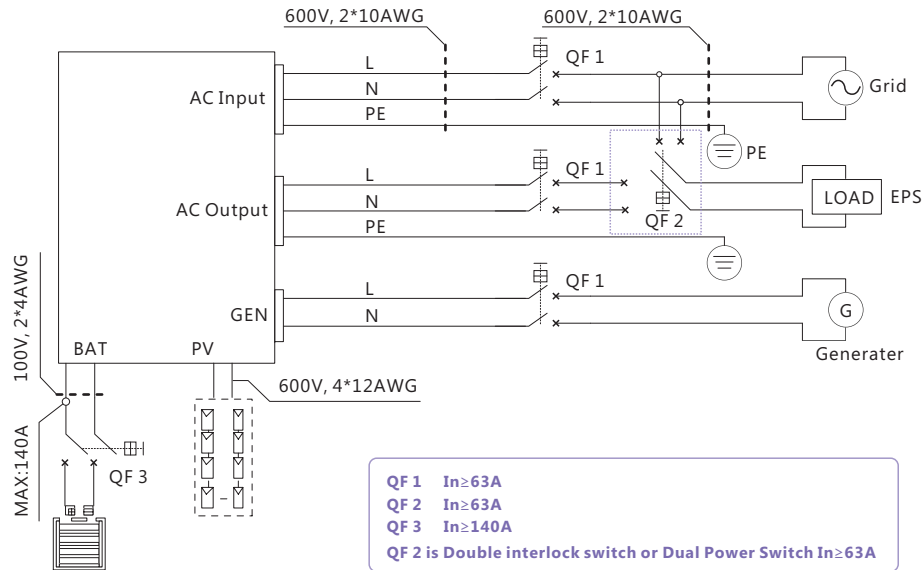 600V, 2*10AWG
600V, 2*10AWG
L
QF 1
AC Input
N
Grid
PE
PE
L
QF 1
AC Output
N
LOAD
EPS
QF 2
PE
L
QF 1
GEN
N
G
Generater
BAT
PV
100V, 2*4AWG
600V, 4*12AWG
MAX:140A
QF 3
QF 1 In≥63A
QF 2 In≥63A
QF 3 In≥140A
QF 2 is Double interlock switch or Dual Power Switch In≥63A